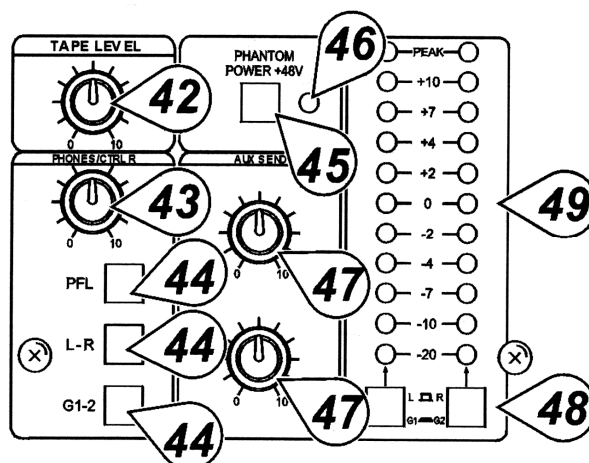 TAPE LEVEL
0 10
42
PHONES/CTRL R
0 10
43
PFL
44
L-R
44
G1-2
44
PHANTOM
POWER +48V
46
45
AUX SEND
0 10
47
0 10
47
PEAK
+10
+7
+4
+2
0
-2
-4
-7
-10
-20
49
L R
G1 G2
48